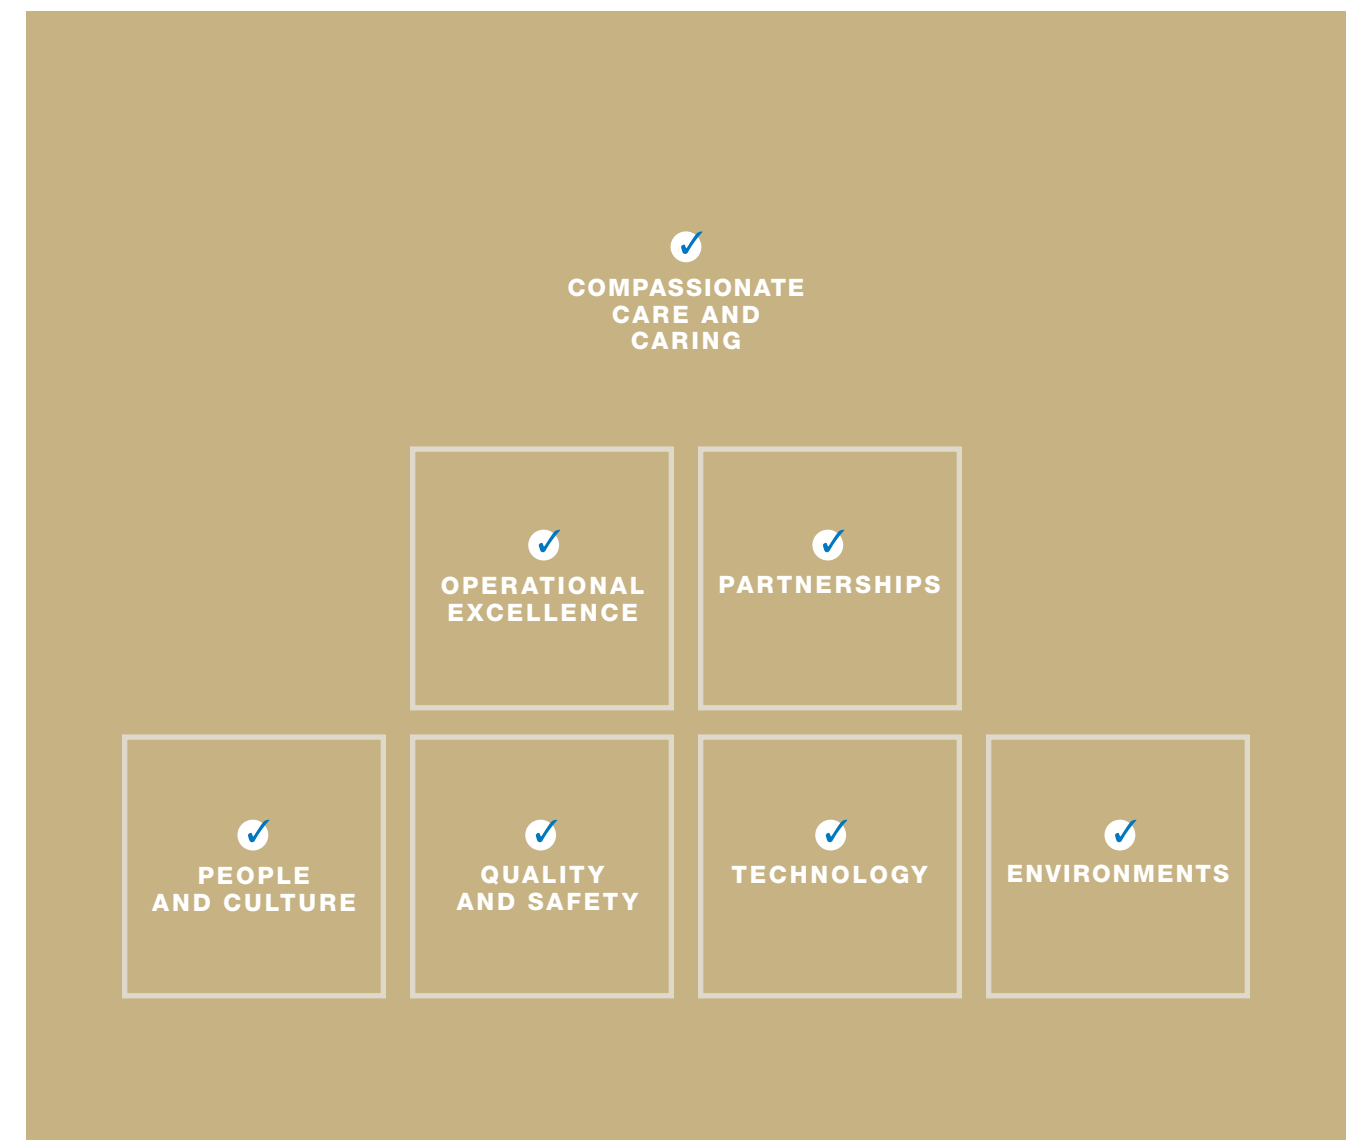 COMPASSIONATE
CARE AND
CARING
OPERATIONAL
EXCELLENCE
PARTNERSHIPS
PEOPLE
AND CULTURE
QUALITY
AND SAFETY
TECHNOLOGY
ENVIRONMENTS